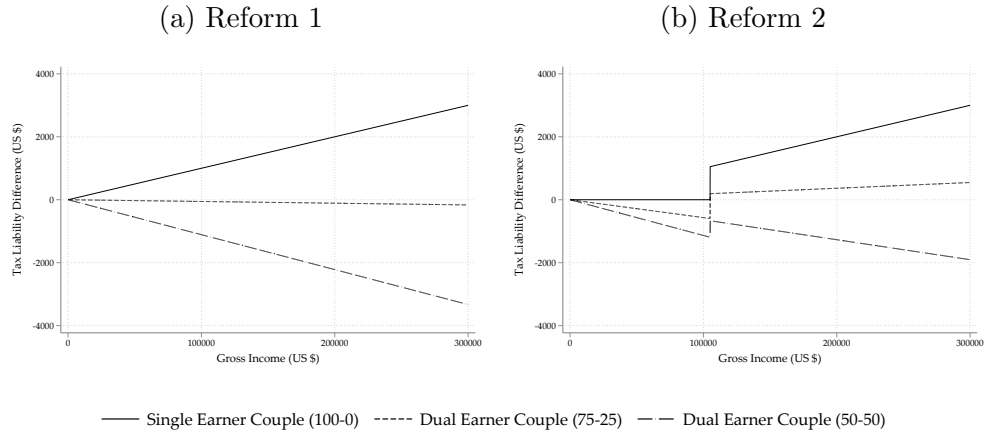 (a) Reform 1
(b) Reform 2
4000
2000
0
-2000
-4000
Tax Liability Difference (US $)
0
100000
200000
300000
Gross Income (US $)
4000
2000
0
-2000
-4000
Tax Liability Difference (US $)
0
100000
200000
300000
Gross Income (US $)
Single Earner Couple (100-0) Dual Earner Couple (75-25) Dual Earner Couple (50-50)